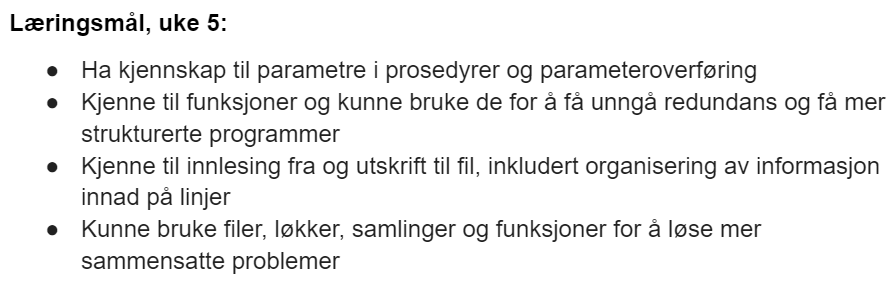 Læringsmål, uke 5:
● Ha kjennskap til parametre i prosedyrer og parameteroverføring
● Kjenne til funksjoner og kunne bruke de for å få unngå redundans og få mer
strukturerte programmer
● Kjenne til innlesing fra og utskrift til fil, inkludert organisering av informasjon
innad på linjer
● Kunne bruke filer, løkker, samlinger og funksjoner for å løse mer
sammensatte problemer